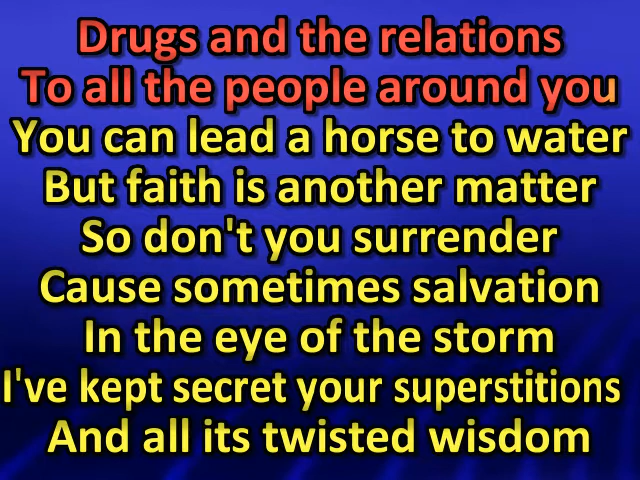 Drugs and the relations
To all the people around you
You can lead a horse to water
But faith is another matter
So don't you surrender
Cause sometimes salvation
In the eye of the storm
I've kept secret your superstitions
And all its twisted wisdom